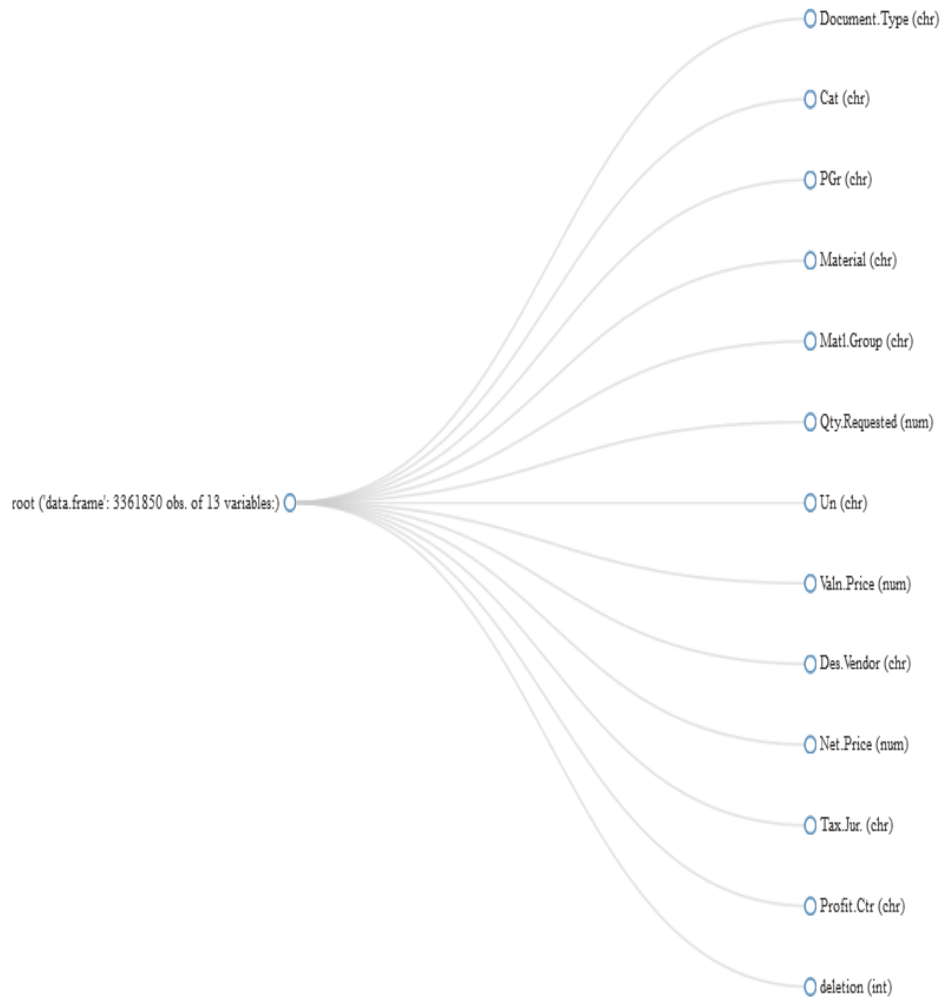 Document.Type (chr)
Cat (chr)
PGr (chr)
Material (chr)
Matl.Group (chr)
Qty.Requested (num)
root ('data.frame': 3361850 obs. of 13 variables:)
Un (chr)
Valn.Price (num)
Des.Vendor (chr)
Net.Price (num)
Tax.Jur. (chr)
Profit.Ctr (chr)
deletion (int)